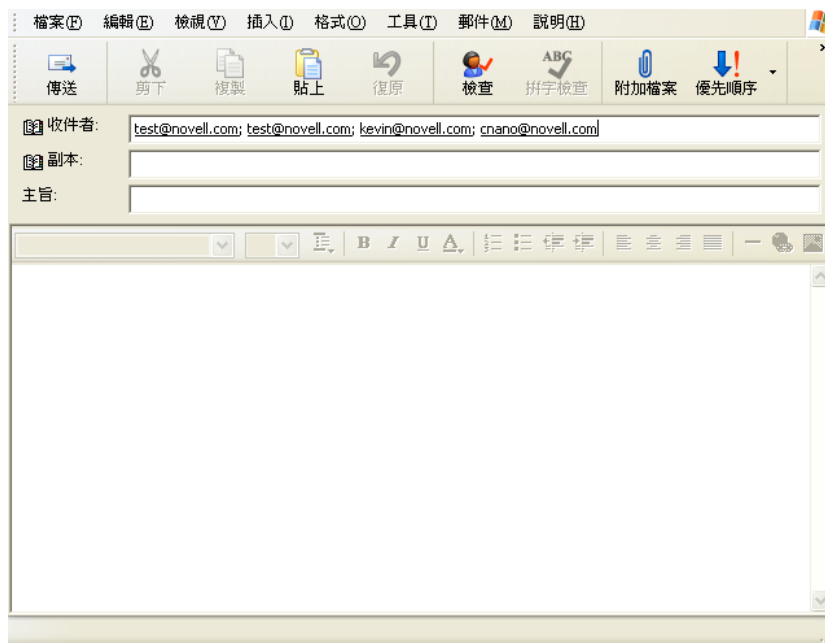 檔案(F) 編輯(E) 檢視(V) 插入(I) 格式(O) 工具(T) 郵件(M) 說明(H)
傳送 剪下 複製 貼上 復原 檢查 ABC 拼字檢查 附加檔案 優先順序
收件者: test@novell.com; test@novell.com; kevin@novell.com; cnano@novell.com
副本:
主旨:
B I U A